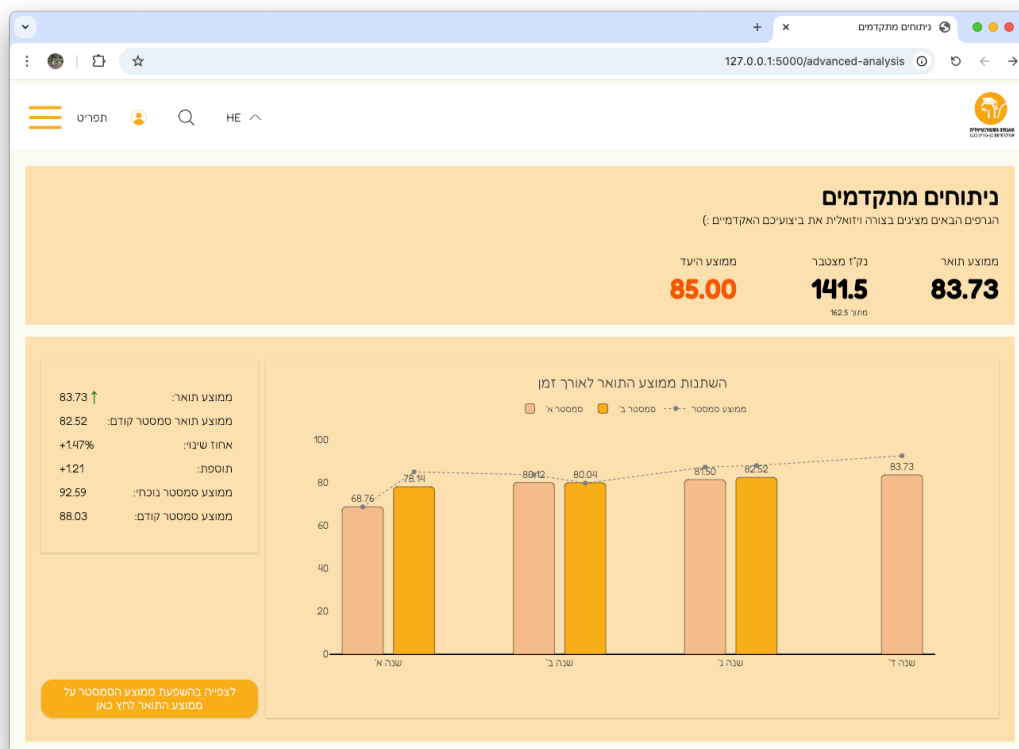 ניתוחים מתקדמים
127.0.0.1:5000/advanced-analysis
תפריט
HE
ניתוחים מתקדמים
הגרפים הבאים מציגים בצורה ויזואלית את ביצועיכם האקדמיים :)
ממוצע תואר
נק"ז מצטבר
ממוצע היעד
83.73
141.5
85.00
מתוך 162.5
השתנות ממוצע התואר לאורך זמן
סמסטר א'
סמסטר ב'
ממוצע סמסטר
100
80
60
40
20
0
68.76
78.14
80.12
80.04
81.50
82.52
83.73
שנה א'
שנה ב'
שנה ג'
שנה ד'
ממוצע תואר: 83.73 ↑
ממוצע תואר סמסטר קודם: 82.52
אחוז שינוי: +1.47%
תוספת: +1.21
ממוצע סמסטר נוכחי: 92.59
ממוצע סמסטר קודם: 88.03
לצפייה בהשפעת ממוצע הסמסטר על
ממוצע התואר לחץ כאן